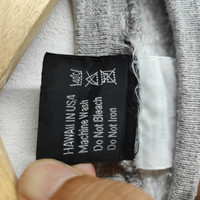 HAWAII IN USA
Machine Wash
Do Not Bleach
Do Not Iron